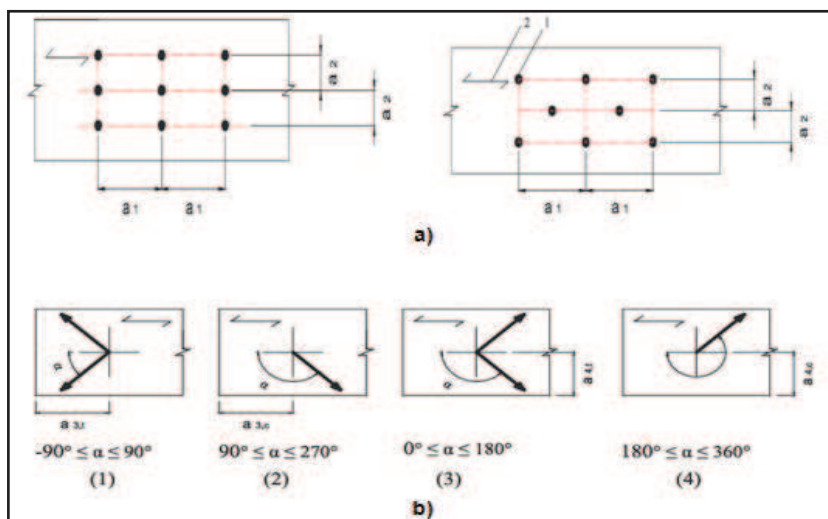 2 1
a 2
a 2
a 2
a 2
a 1 a 1
a 1 a 1
a)
α
a 3,t
-90° ≤ α ≤ 90°
(1)
α
a 3,c
90° ≤ α ≤ 270°
(2)
α
a 4,t
0° ≤ α ≤ 180°
(3)
a 4,c
180° ≤ α ≤ 360°
(4)
b)